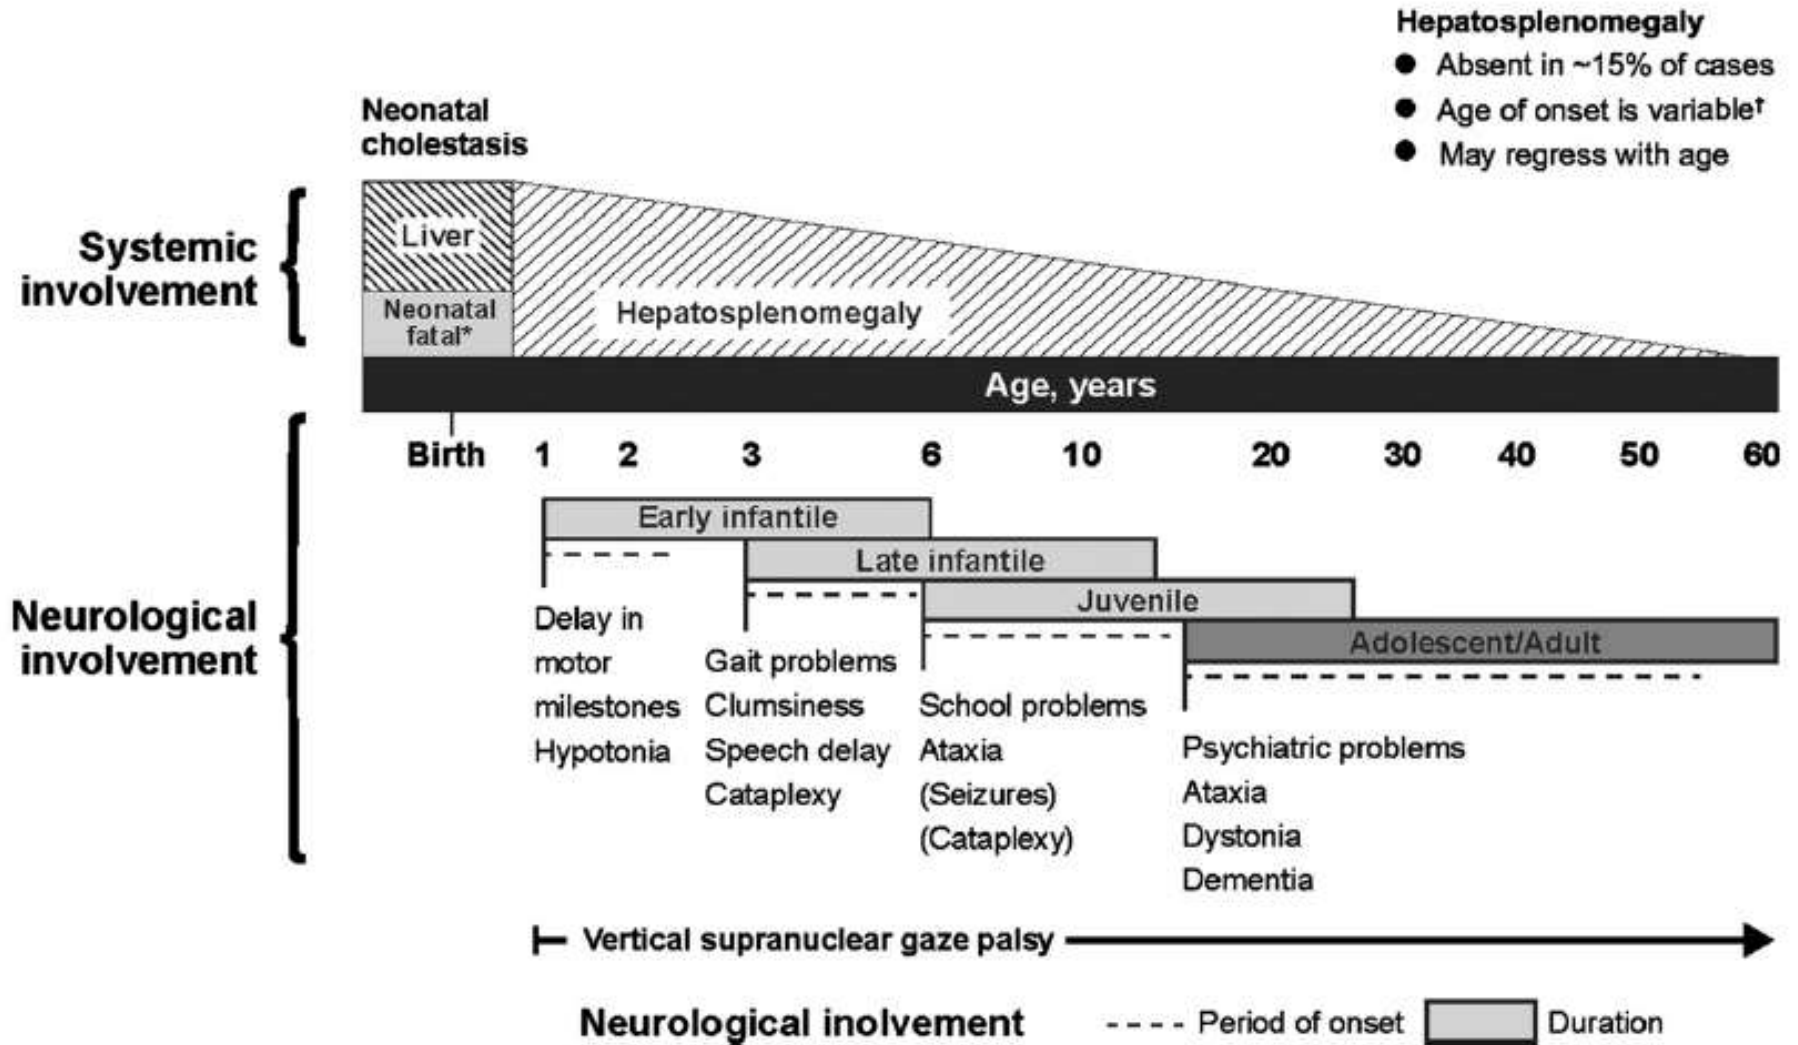 Hepatosplenomegaly
● Absent in ~15% of cases
● Age of onset is variable†
● May regress with age
Neonatal
cholestasis
Systemic
involvement
Liver
Neonatal
fatal*
Hepatosplenomegaly
Age, years
Birth 1 2 3 6 10 20 30 40 50 60
Neurological
involvement
Early infantile
Late infantile
Juvenile
Adolescent/Adult
Delay in
motor
milestones
Hypotonia
Gait problems
Clumsiness
Speech delay
Cataplexy
School problems
Ataxia
(Seizures)
(Cataplexy)
Psychiatric problems
Ataxia
Dystonia
Dementia
Vertical supranuclear gaze palsy
Neurological inolvement
Period of onset
Duration